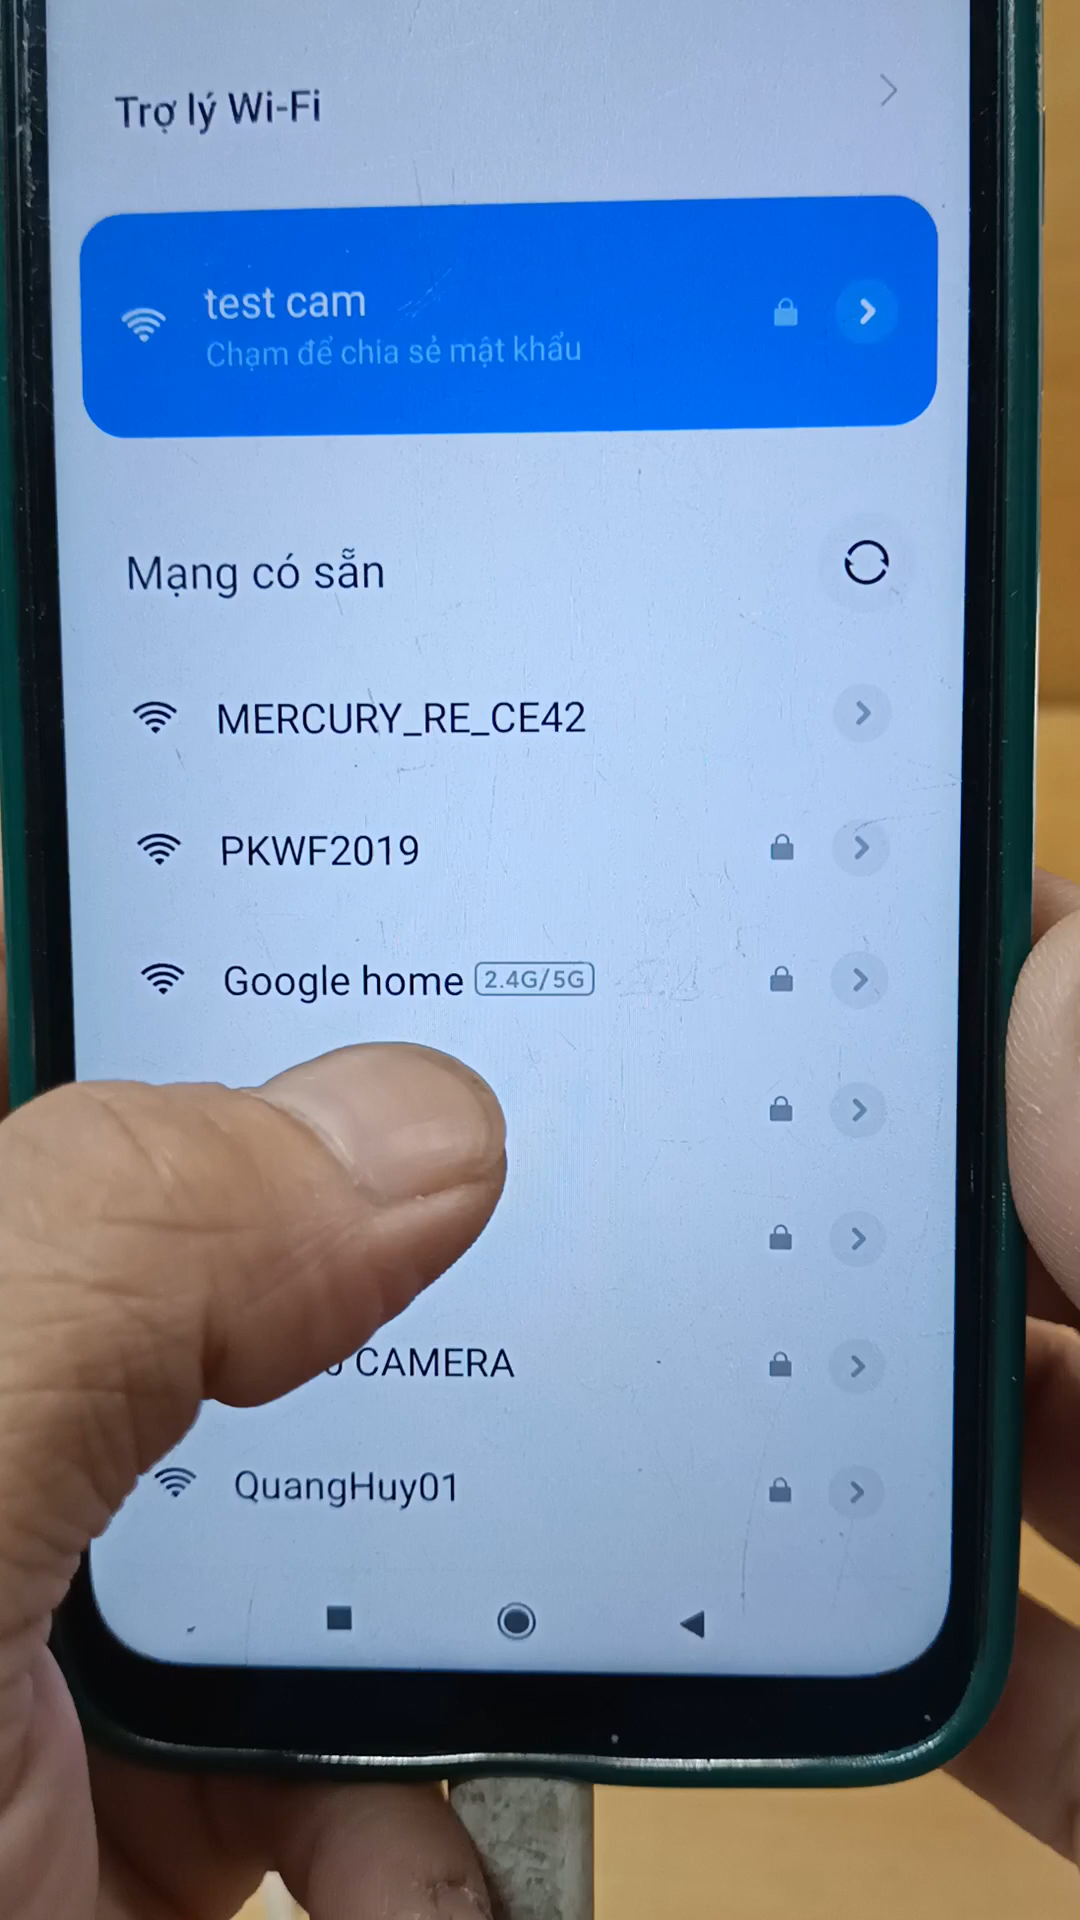 Trợ lý Wi-Fi
test cam
Chạm để chia sẻ mật khẩu
Mạng có sẵn
MERCURY_RE_CE42
PKWF2019
Google home 2.4G/5G
CAMERA
QuangHuy01